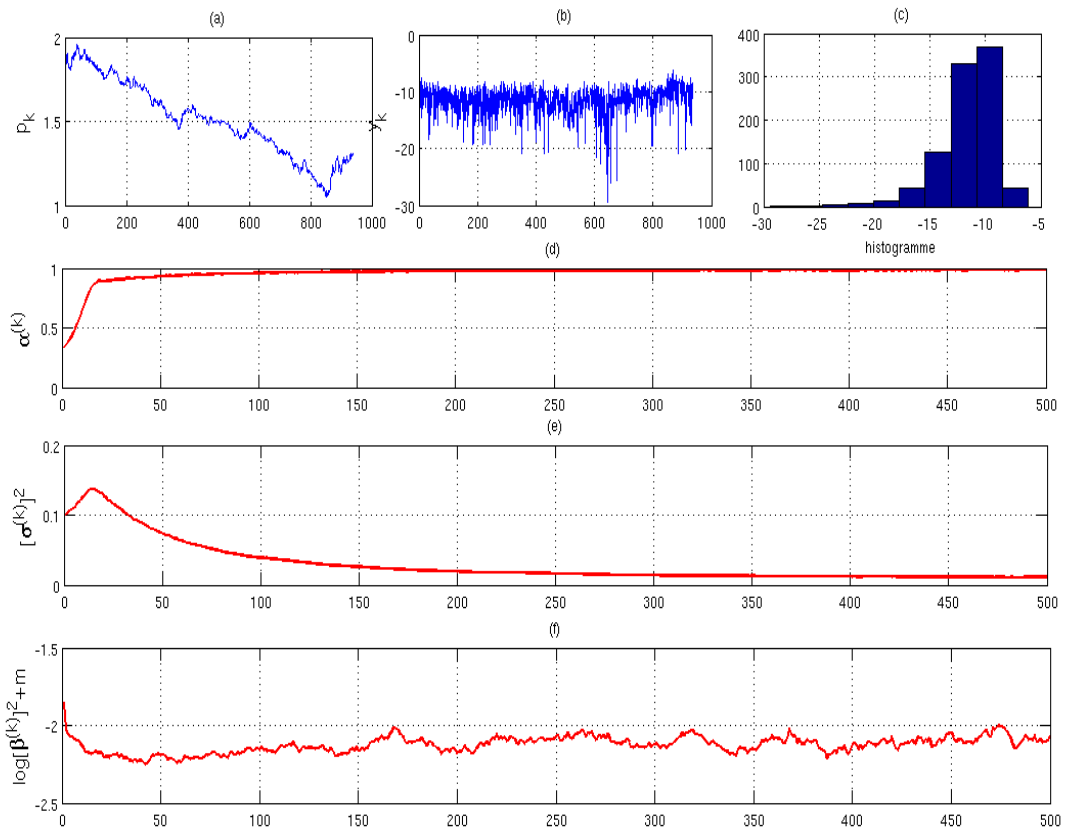 (a)
(b)
(c)
2
1.5
1
p_k
0 200 400 600 800 1000
0
-10
-20
-30
y_k
0 200 400 600 800 1000
400
300
200
100
0
-30 -25 -20 -15 -10 -5
histogramme
(d)
1
0.5
0
α^(k)
0 50 100 150 200 250 300 350 400 450 500
(e)
0.2
0.1
0
[σ^(k)]^2
0 50 100 150 200 250 300 350 400 450 500
(f)
-1.5
-2
-2.5
log[β^(k)]^2+m
0 50 100 150 200 250 300 350 400 450 500